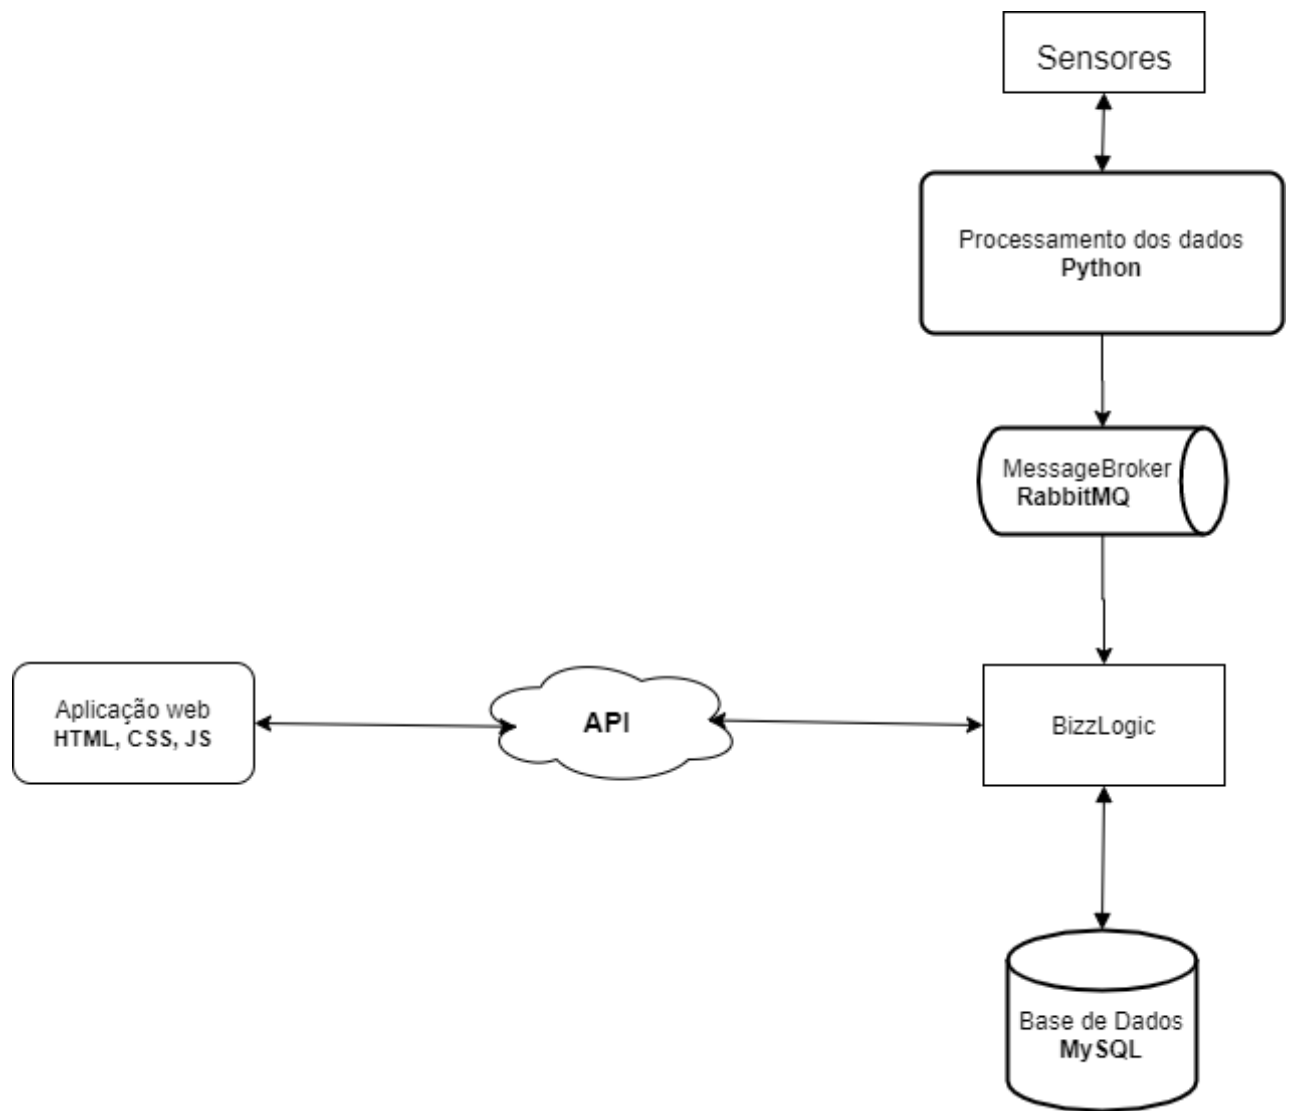 Sensores
Processamento dos dados
Python
MessageBroker
RabbitMQ
Aplicação web
HTML, CSS, JS
API
BizzLogic
Base de Dados
MySQL